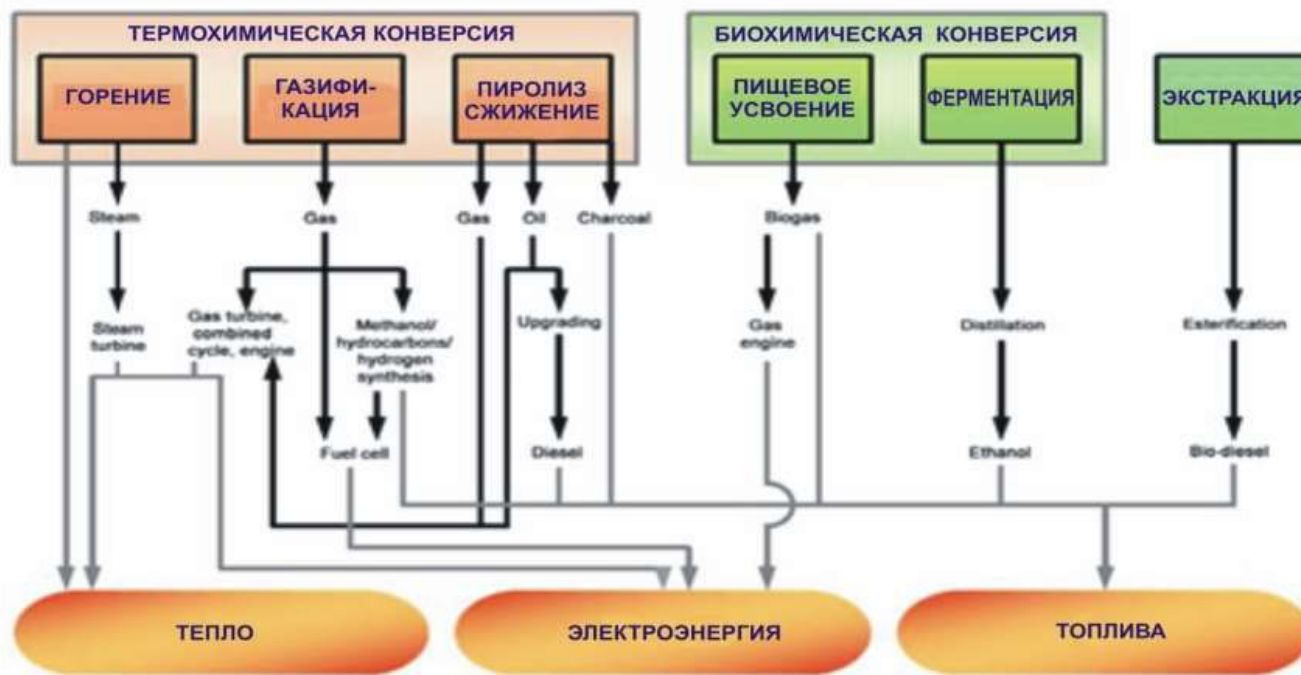 ТЕРМОХИМИЧЕСКАЯ КОНВЕРСИЯ
БИОХИМИЧЕСКАЯ КОНВЕРСИЯ
ГОРЕНИЕ
ГАЗИФИ-
КАЦИЯ
ПИРОЛИЗ
СЖИЖЕНИЕ
ПИЩЕВОЕ
УСВОЕНИЕ
ФЕРМЕНТАЦИЯ
ЭКСТРАКЦИЯ
Steam
Gas
Gas
Oil
Charcoal
Biogas
Steam
turbine
Gas turbine,
combined
cycle, engine
Methanol/
hydrocarbons/
hydrogen
synthesis
Upgrading
Gas
engine
Distillation
Esterification
Fuel cell
Diesel
Ethanol
Bio-diesel
ТЕПЛО
ЭЛЕКТРОЭНЕРГИЯ
ТОПЛИВА